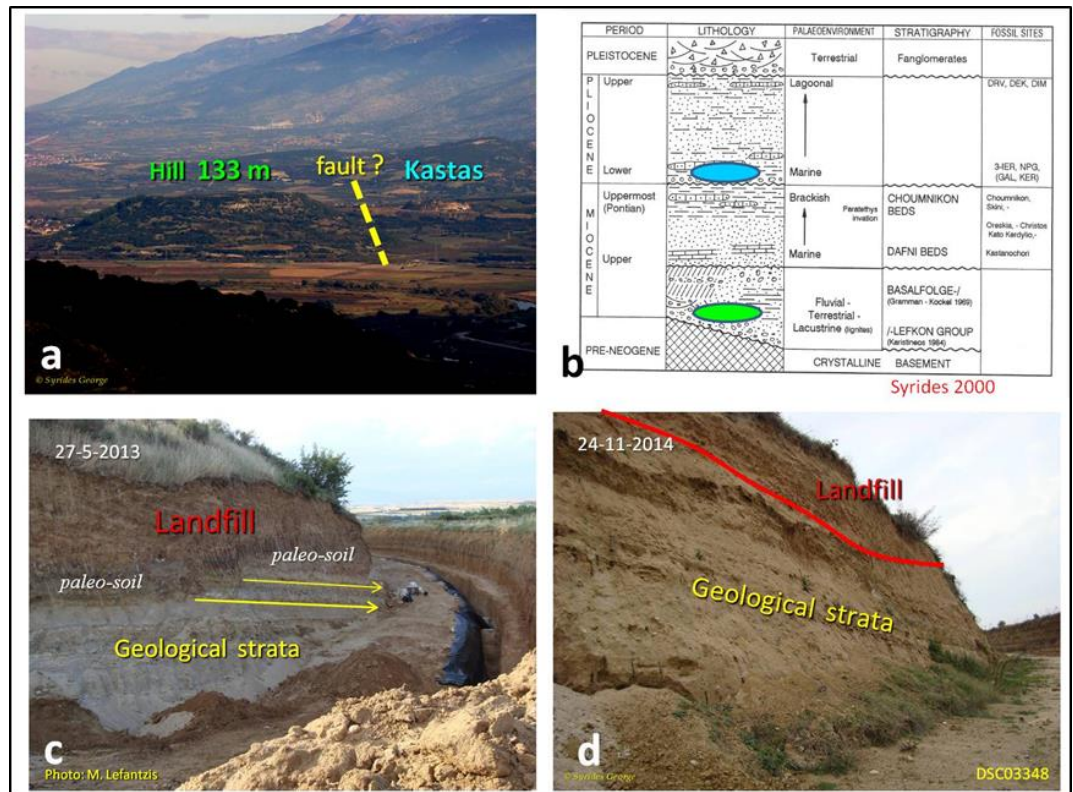 Hill 133 m
fault ?
Kastas
a
© Syrides George
PERIOD
LITHOLOGY
PALAEOENVIRONMENT
STRATIGRAPHY
FOSSIL SITES
PLEISTOCENE
Terrestrial
Fanglomerates
PLIOCENE
Upper
Lagoonal
DRV, DEK, DIM
Lower
Marine
3-IER, NPG,
(GAL, KER)
MIOCENE
Uppermost
(Pontian)
Brackish
Paratethys
invation
CHOUMNIKON
BEDS
Choumnikon,
Skini, -
Oreskia, - Christos
Kato Kerdylio,-
Upper
Marine
DAFNI BEDS
Kastanochori
Fluvial -
Terrestrial -
Lacustrine (lignites)
BASALFOLGE-/
(Gramman - Kockel 1969)
/-LEFKON GROUP
(Karistineos 1984)
PRE-NEOGENE
CRYSTALLINE BASEMENT
b
Syrides 2000
27-5-2013
Landfill
paleo-soil
paleo-soil
Geological strata
c
Photo: M. Lefantzis
24-11-2014
Landfill
Geological strata
d
© Syrides George
DSC03348